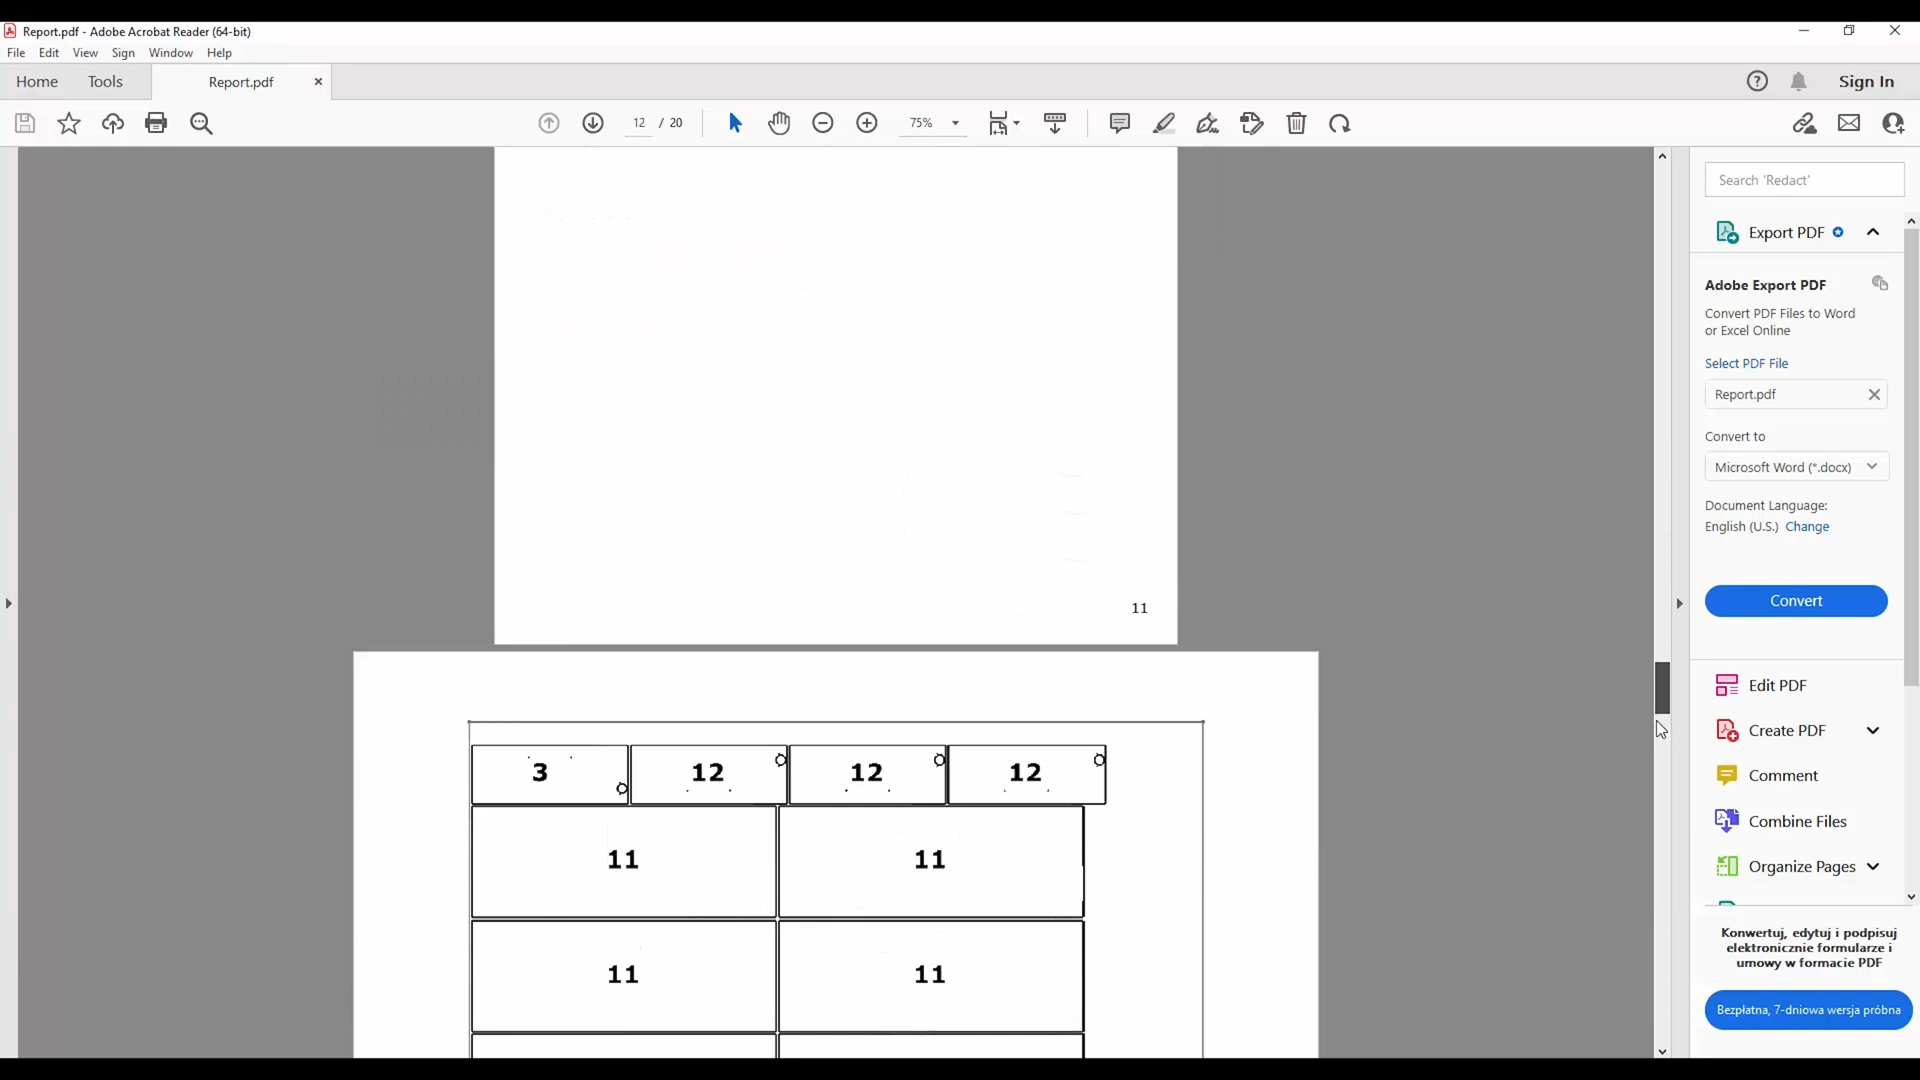 Report.pdf - Adobe Acrobat Reader (64-bit)
File Edit View Sign Window Help
Home Tools Report.pdf Sign In
12 / 20 75%
Search 'Redact'
Export PDF
Adobe Export PDF
Convert PDF Files to Word
or Excel Online
Select PDF File
Report.pdf
Convert to
Microsoft Word (*.docx)
Document Language:
English (U.S.) Change
Convert
Edit PDF
Create PDF
Comment
Combine Files
Organize Pages
Konwertuj, edytuj i podpisuj
elektronicznie formularze i
umowy w formacie PDF
Bezpłatna, 7-dniowa wersja próbna
11
3 12 12 12
11 11
11 11